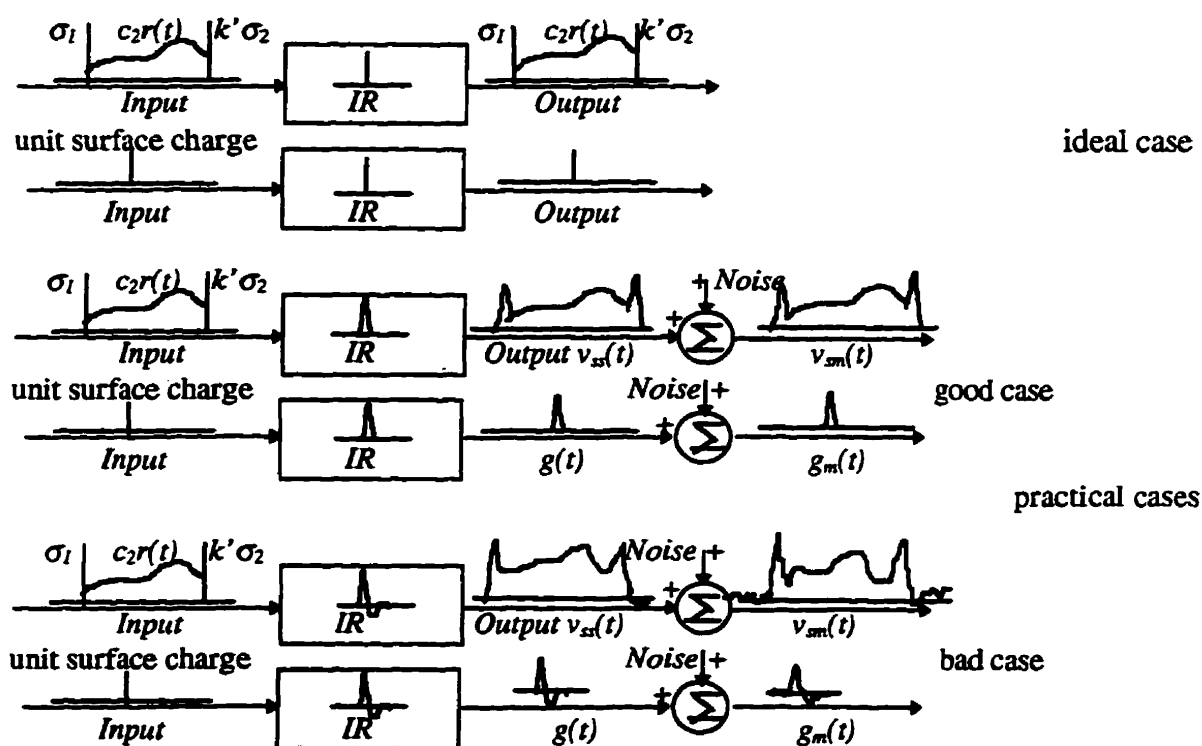 σ₁ c₂r(t) k'σ₂ σ₁ c₂r(t) k'σ₂
Input IR Output
unit surface charge ideal case
Input IR Output
σ₁ c₂r(t) k'σ₂ + Noise
+ Σ
Input IR Output vₛₛ(t) vₛₘ(t)
unit surface charge Noise + good case
+ Σ
Input IR g(t) gₘ(t)
practical cases
σ₁ c₂r(t) k'σ₂ Noise +
+ Σ
Input IR Output vₛₛ(t) vₛₘ(t)
unit surface charge Noise + bad case
+ Σ
Input IR g(t) gₘ(t)